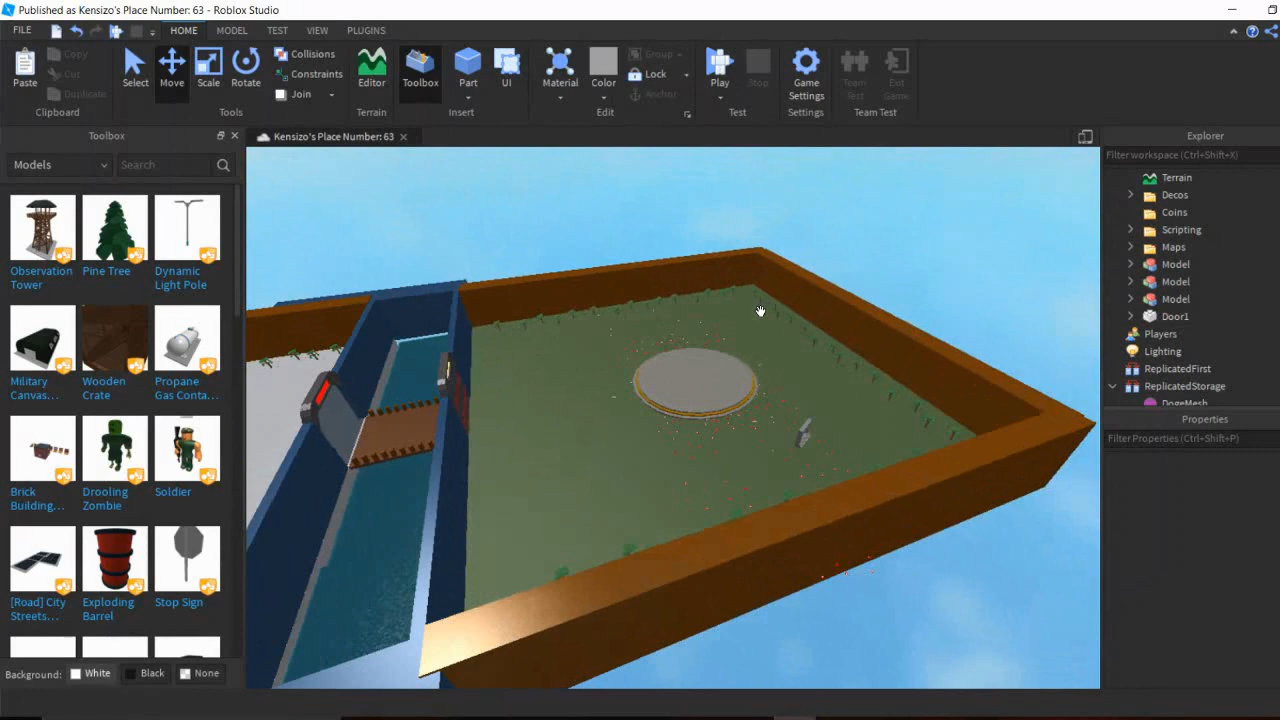 Published as Kensizo's Place Number: 63 - Roblox Studio
FILE HOME MODEL TEST VIEW PLUGINS
Paste Copy Cut Duplicate Select Move Scale Rotate Collisions Constraints Join Editor Toolbox Part UI Material Color Group Lock Anchor Play Stop Game Settings Team Test Exit Game
Clipboard Tools Terrain Insert Edit Test Settings Team Test
Toolbox Kensizo's Place Number: 63 Explorer
Models Search
Filter workspace (Ctrl+Shift+X)
Terrain
Decos
Coins
Scripting
Maps
Model
Model
Model
Door1
Players
Lighting
ReplicatedFirst
ReplicatedStorage
DogeMesh
Properties
Filter Properties (Ctrl+Shift+P)
Observation Pine Tree Dynamic
Tower Light Pole
Military Wooden Propane
Canvas... Crate Gas Conta...
Brick Drooling Soldier
Building... Zombie
[Road] City Exploding Stop Sign
Streets... Barrel
Background: White Black None